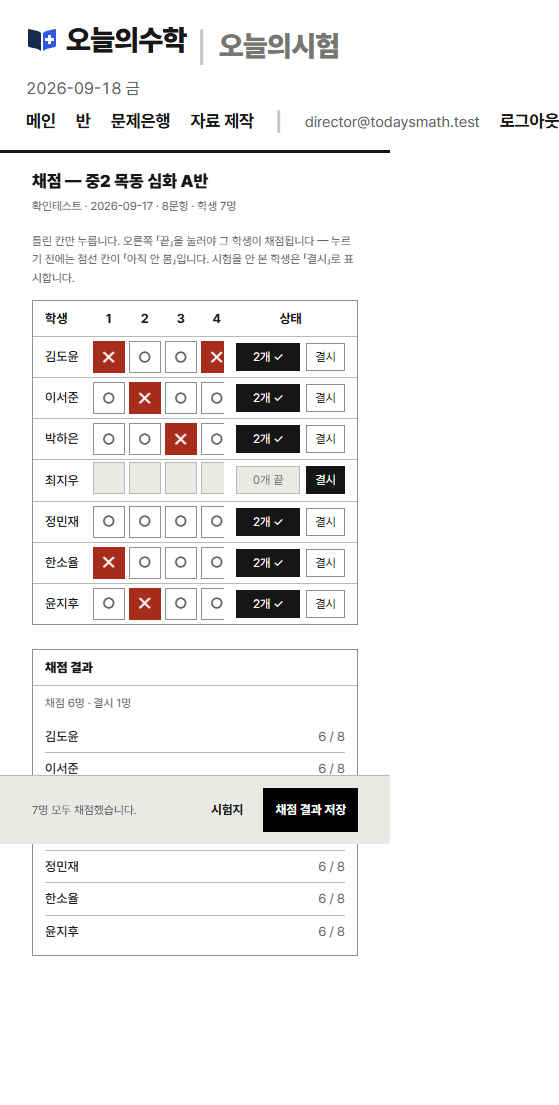 오늘의수학 | 오늘의시험
2026-09-18 금
메인 반 문제은행 자료 제작 | director@todaysmath.test 로그아웃
채점 — 중2 목동 심화 A반
확인테스트 · 2026-09-17 · 8문항 · 학생 7명
틀린 칸만 누릅니다. 오른쪽 「끝」을 눌러야 그 학생이 채점됩니다 — 누르
기 전에는 점선 칸이 「아직 안 봄」입니다. 시험을 안 본 학생은 「결시」로 표
시합니다.
학생 1 2 3 4 상태
김도윤 ✕ ○ ○ ✕ 2개 ✓ 결시
이서준 ○ ✕ ○ ○ 2개 ✓ 결시
박하은 ○ ○ ✕ ○ 2개 ✓ 결시
최지우 0개 끝 결시
정민재 ○ ○ ○ ○ 2개 ✓ 결시
한소율 ✕ ○ ○ ○ 2개 ✓ 결시
윤지후 ○ ✕ ○ ○ 2개 ✓ 결시
채점 결과
채점 6명 · 결시 1명
김도윤 6 / 8
이서준 6 / 8
7명 모두 채점했습니다. 시험지 채점 결과 저장
정민재 6 / 8
한소율 6 / 8
윤지후 6 / 8